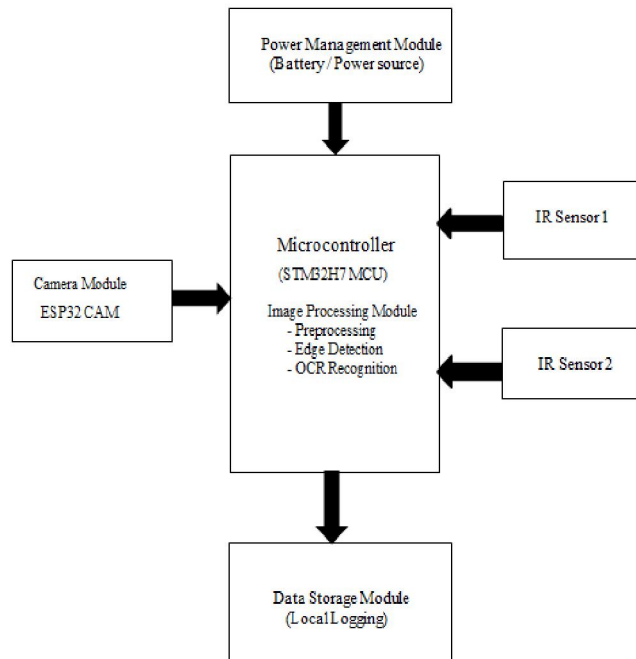 Power Management Module
(Battery / Power source)
IR Sensor 1
Microcontroller
(STM32H7 MCU)
Camera Module
ESP32 CAM
Image Processing Module
- Preprocessing
- Edge Detection
- OCR Recognition
IR Sensor 2
Data Storage Module
(Local Logging)